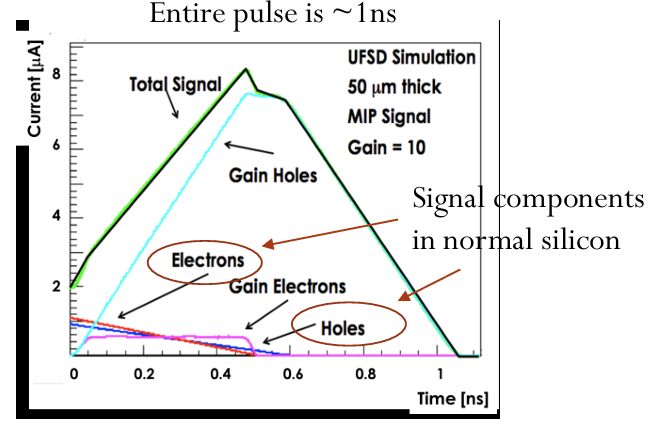 Entire pulse is ~1ns
Current [μA]
8
6
4
2
UFSD Simulation
50 μm thick
MIP Signal
Gain = 10
Total Signal
Gain Holes
Signal components
in normal silicon
Electrons
Gain Electrons
Holes
0
0.2
0.4
0.6
0.8
1
Time [ns]